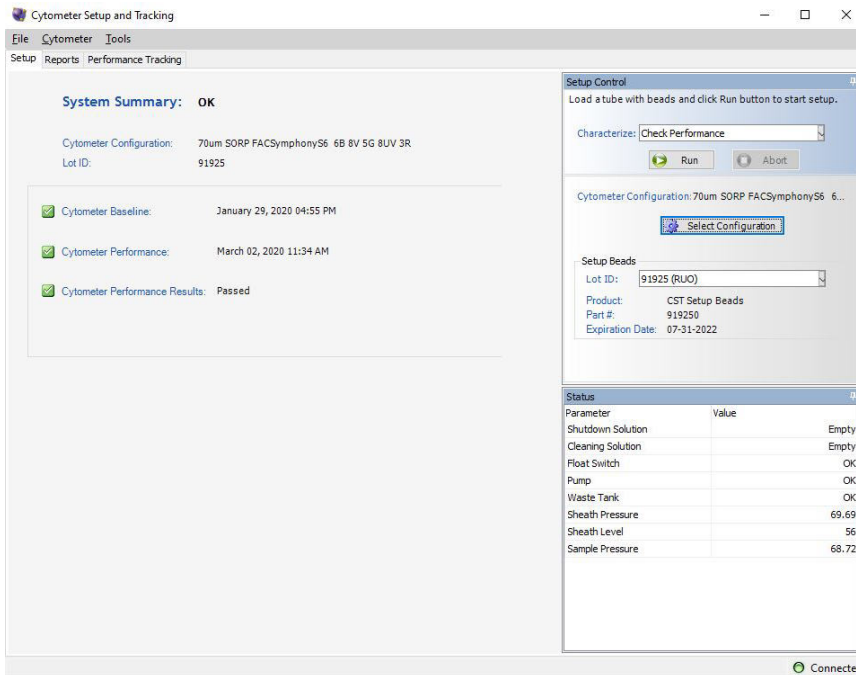 Cytometer Setup and Tracking
File Cytometer Tools
Setup Reports Performance Tracking
System Summary: OK
Cytometer Configuration: 70um SORP FACSymphonyS6 6B 8V 5G 8UV 3R
Lot ID: 91925
Cytometer Baseline: January 29, 2020 04:55 PM
Cytometer Performance: March 02, 2020 11:34 AM
Cytometer Performance Results: Passed
Setup Control
Load a tube with beads and click Run button to start setup.
Characterize: Check Performance
Run Abort
Cytometer Configuration: 70um SORP FACSymphonyS6 6...
Select Configuration
Setup Beads
Lot ID: 91925 (RUO)
Product: CST Setup Beads
Part #: 919250
Expiration Date: 07-31-2022
Status
Parameter Value
Shutdown Solution Empty
Cleaning Solution Empty
Float Switch OK
Pump OK
Waste Tank OK
Sheath Pressure 69.69
Sheath Level 56
Sample Pressure 68.72
Connecte